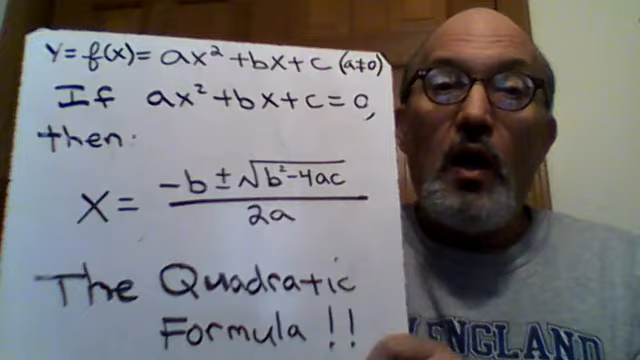 Y = f(x) = ax² + bx + c (a≠0)
If ax² + bx + c = 0,
then:
X = -b ± √b² - 4ac / 2a
The Quadratic
Formula !!
ENGLAND